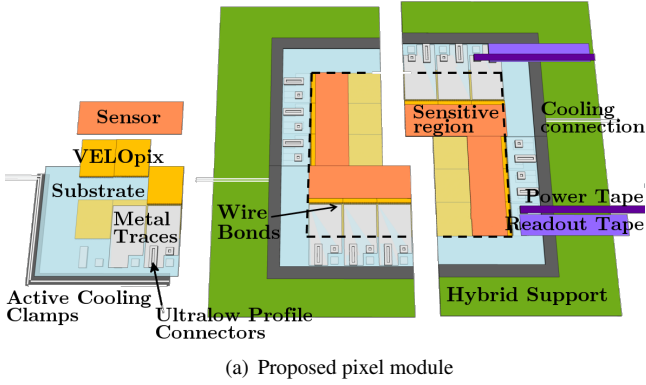 Sensor
VELOpix
Substrate
Metal
Traces
Active Cooling
Clamps
Ultralow Profile
Connectors
Wire
Bonds
Sensitive
region
Cooling
connection
Power Tape
Readout Tape
Hybrid Support
(a) Proposed pixel module